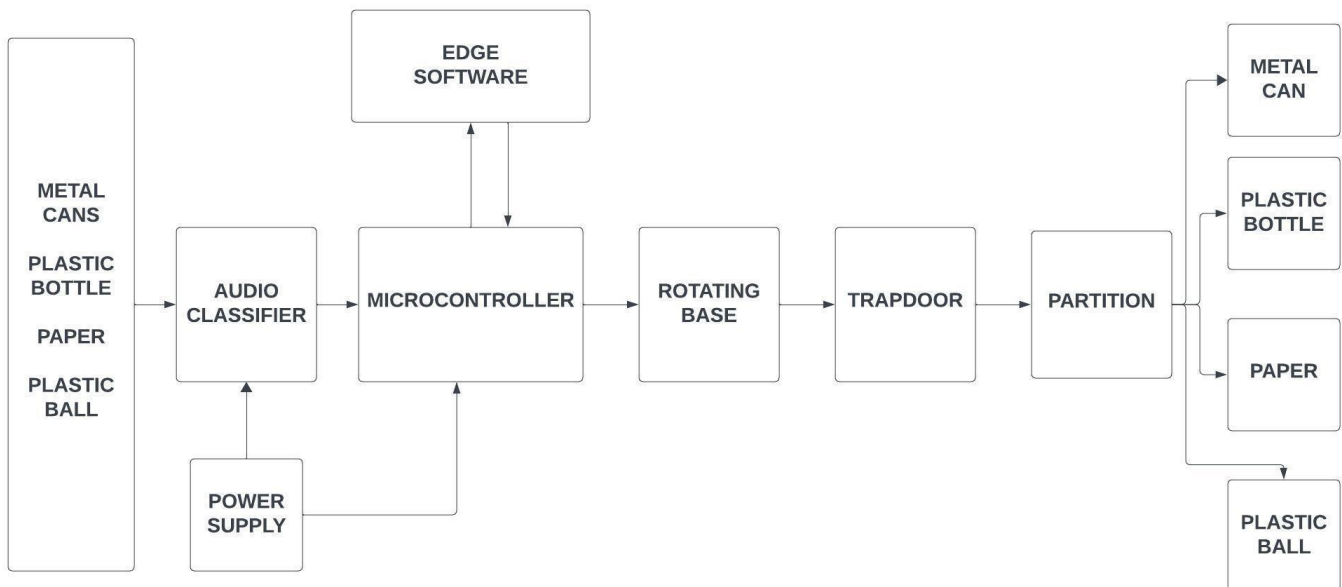 METAL
CANS
PLASTIC
BOTTLE
PAPER
PLASTIC
BALL
AUDIO
CLASSIFIER
POWER
SUPPLY
EDGE
SOFTWARE
MICROCONTROLLER
ROTATING
BASE
TRAPDOOR
PARTITION
METAL
CAN
PLASTIC
BOTTLE
PAPER
PLASTIC
BALL